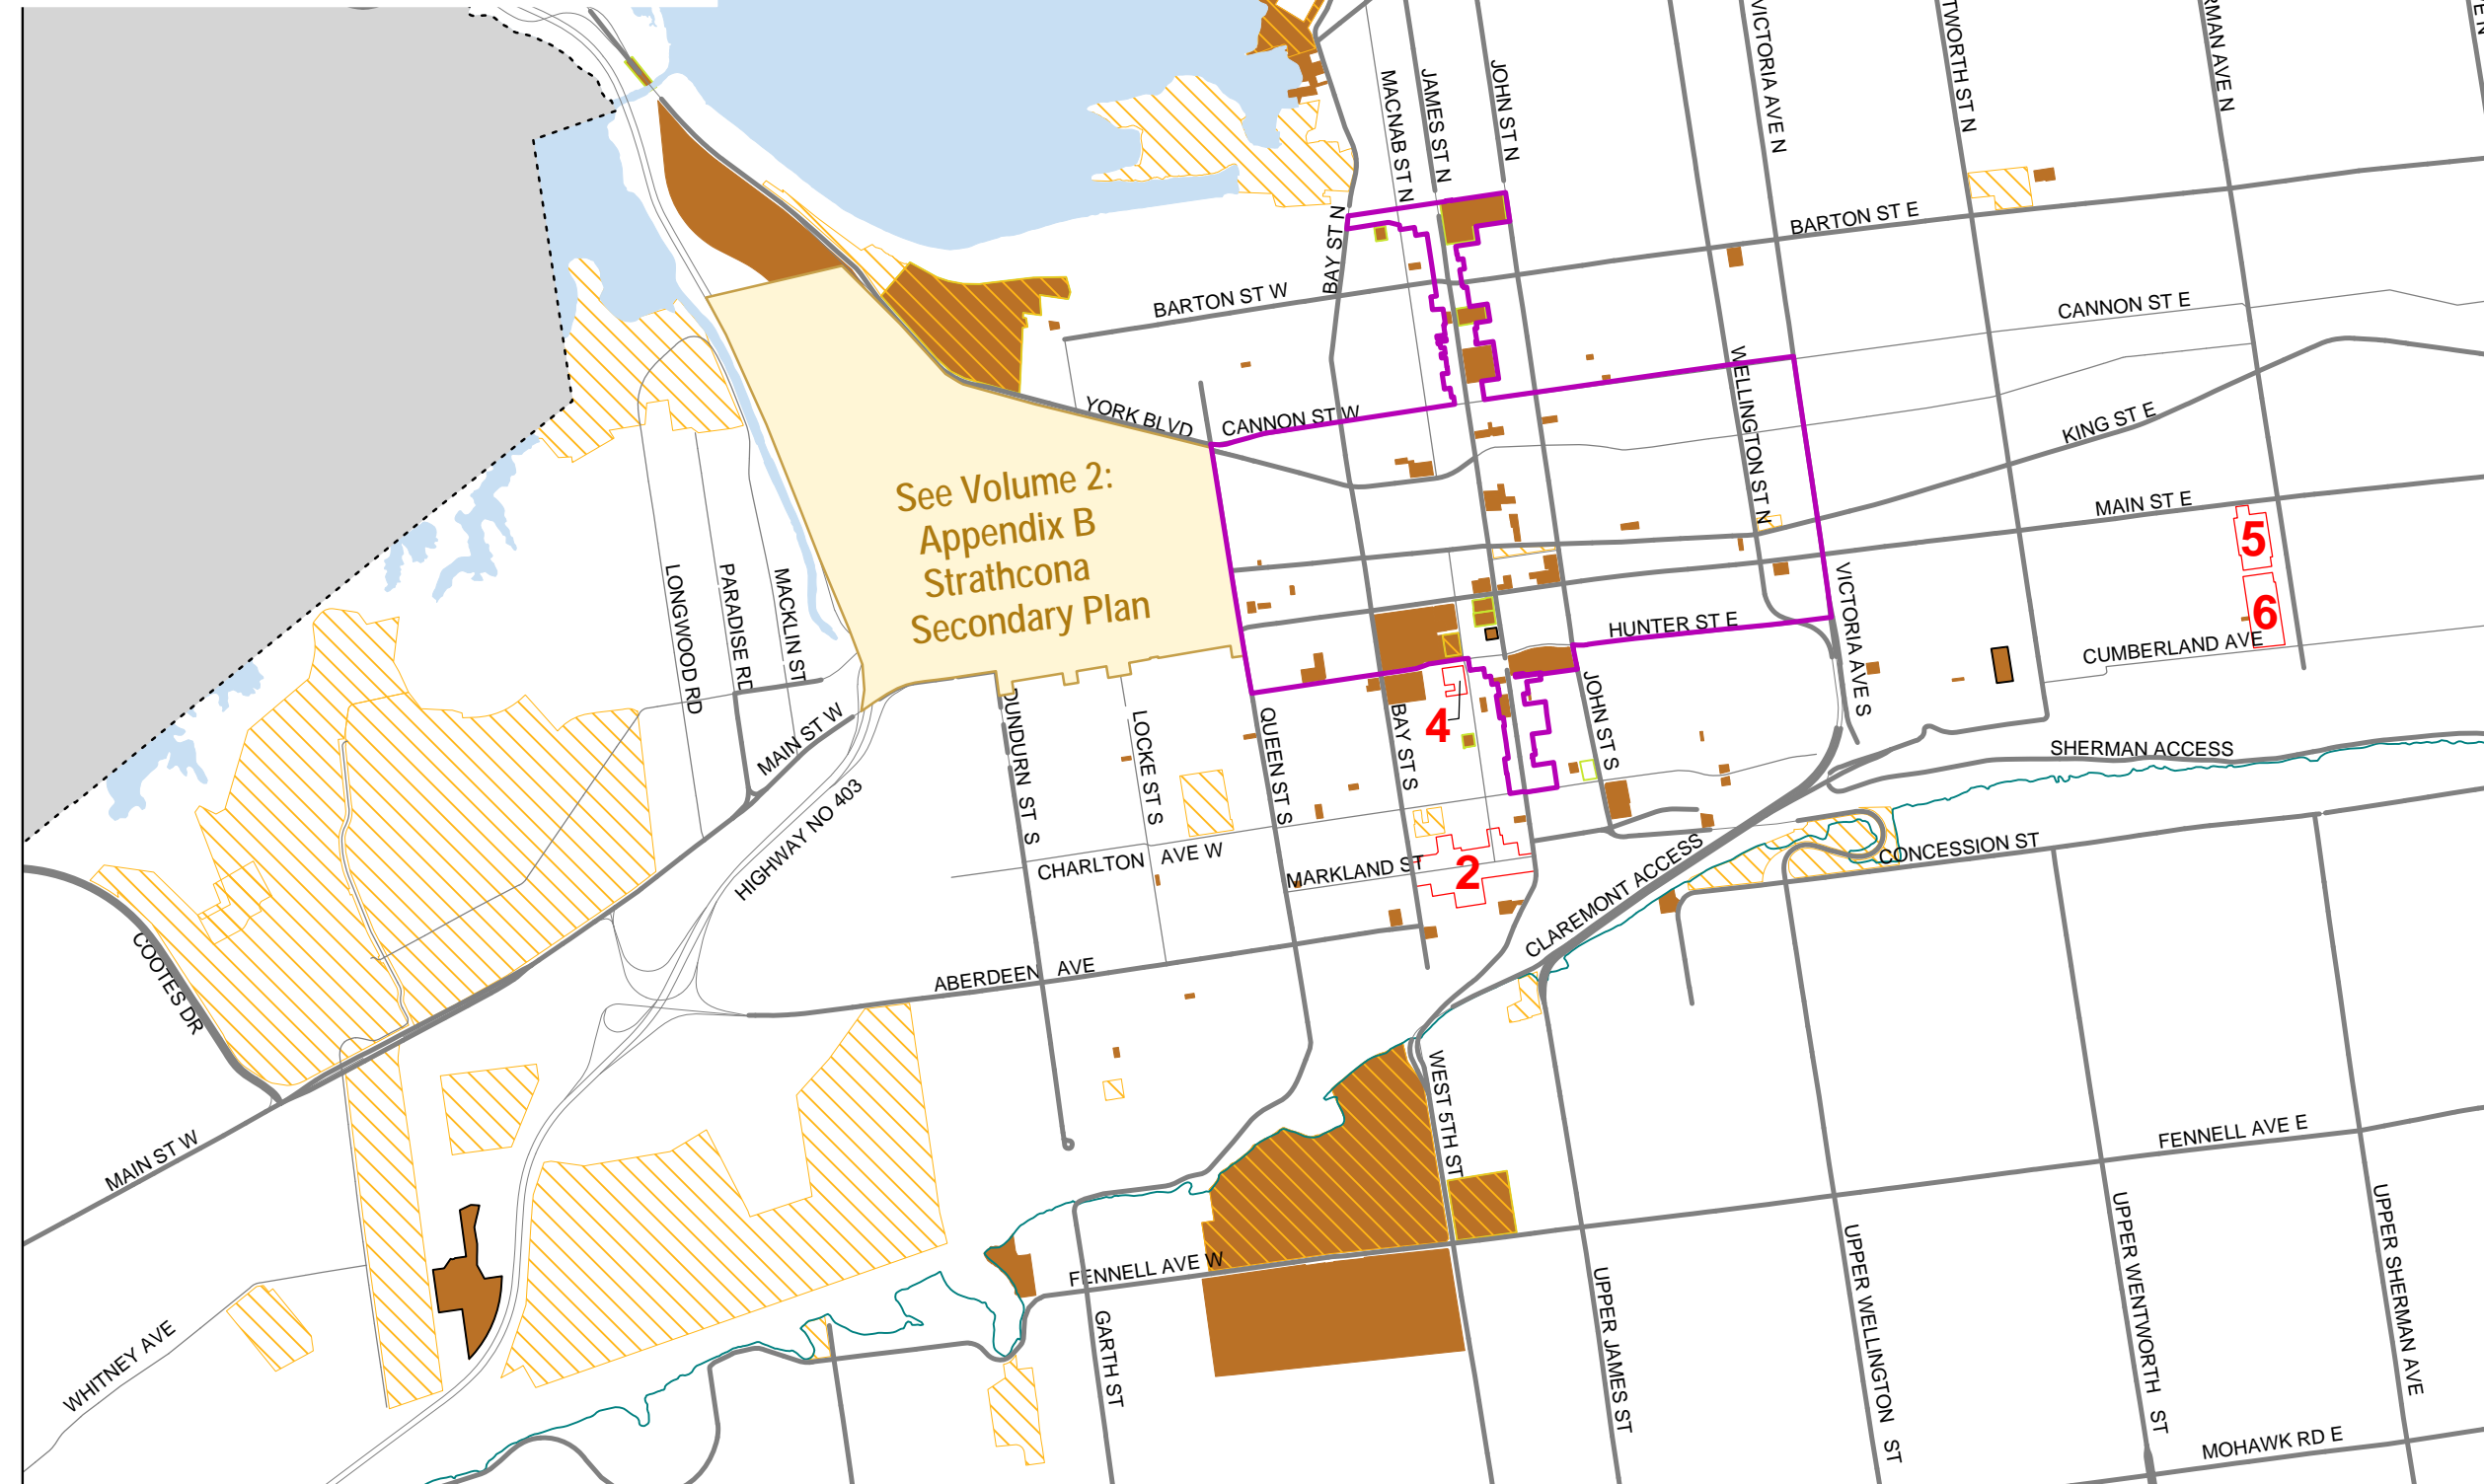 VICTORIA AVE N
TWORTH ST N
RMAN AVE N
MACNAB ST N
JAMES ST N
JOHN ST N
BARTON ST E
BAY ST N
BARTON ST W
CANNON ST E
YORK BLVD
CANNON ST W
WELLINGTON ST N
KING ST E
See Volume 2:
Appendix B
Strathcona
Secondary Plan
MAIN ST E
5
6
LONGWOOD RD
PARADISE RD
MACKLIN ST
HUNTER ST E
VICTORIA AVE S
CUMBERLAND AVE
MAIN ST W
DUNDURN ST S
LOCKE ST S
QUEEN ST S
BAY ST S
4
JOHN ST S
SHERMAN ACCESS
HIGHWAY NO 403
CHARLTON AVE W
MARKLAND ST
2
CLAREMONT ACCESS
CONCESSION ST
COOTES DR
ABERDEEN AVE
WEST 5TH ST
MAIN ST W
FENNELL AVE E
FENNELL AVE W
WHITNEY AVE
GARTH ST
UPPER JAMES ST
UPPER WELLINGTON ST
UPPER WENTWORTH ST
UPPER SHERMAN AVE
MOHAWK RD E